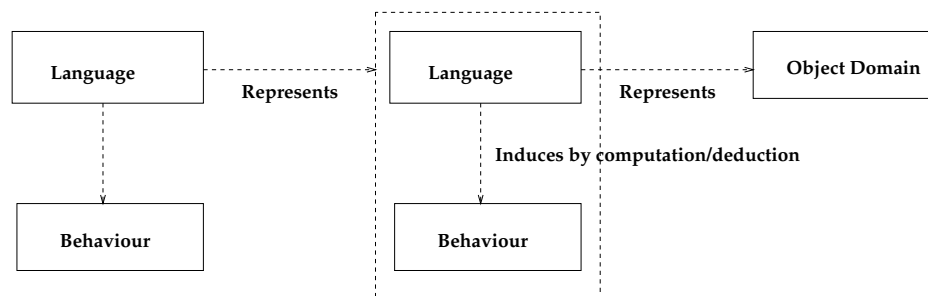 Language
Represents
Language
Represents
Object Domain
Induces by computation/deduction
Behaviour
Behaviour